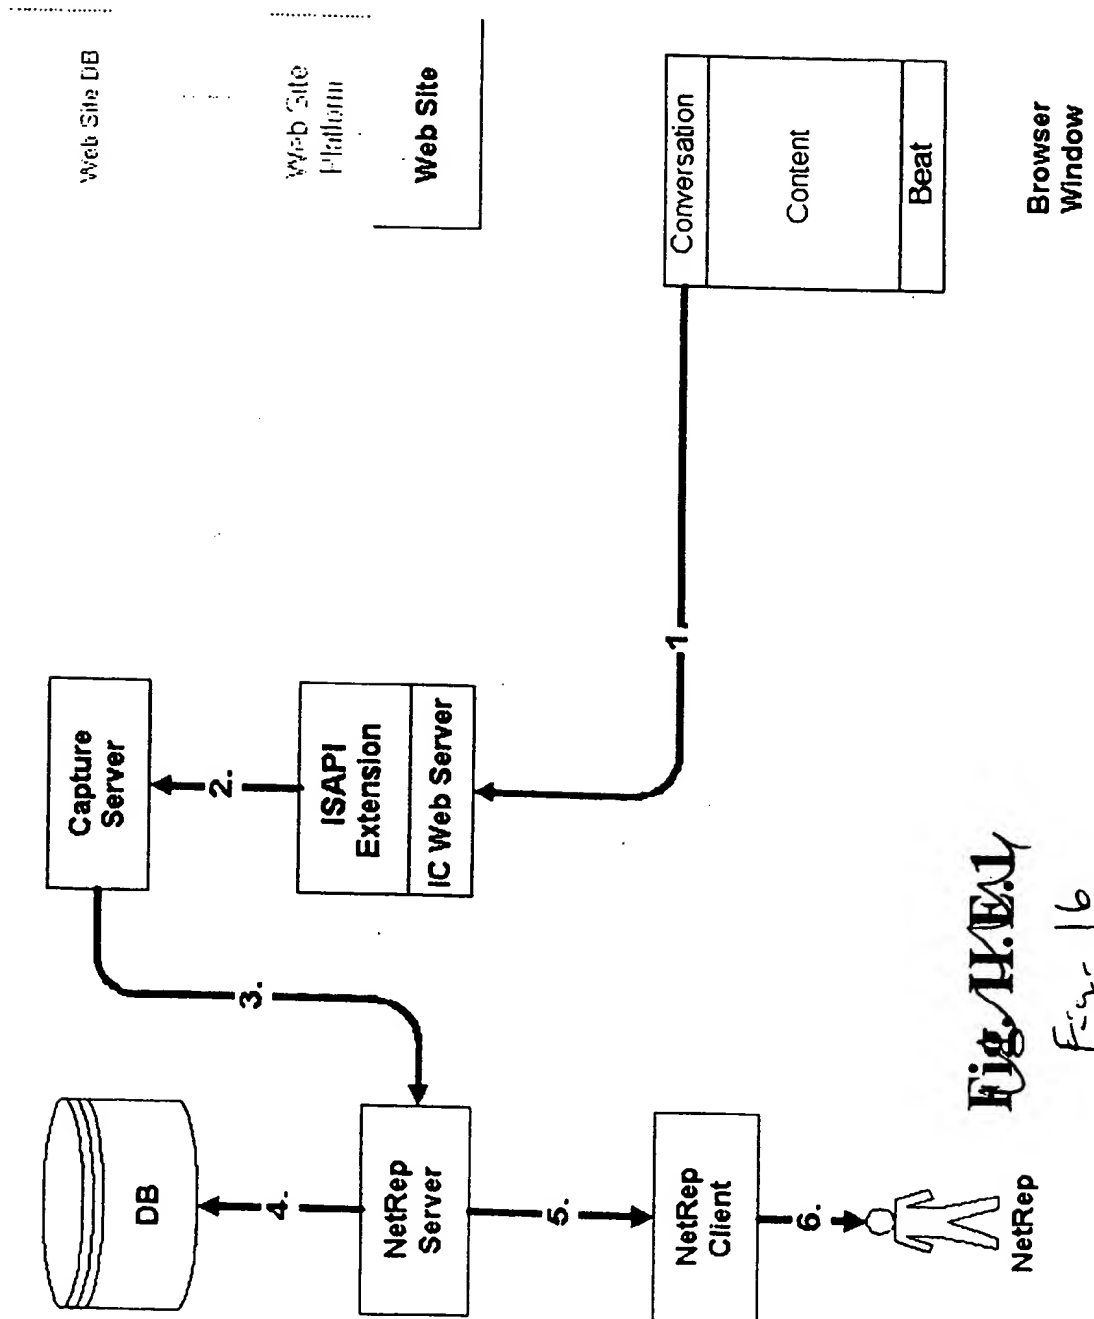 DB
Capture
Server
Web Site DB
4.
2.
3.
NetRep
Server
ISAPI
Extension
IC Web Server
Web Site
Platform
Web Site
5.
NetRep
Client
1.
Conversation
Content
Beat
6.
NetRep
Browser
Window
Fig. II.E.1
Fig. 16